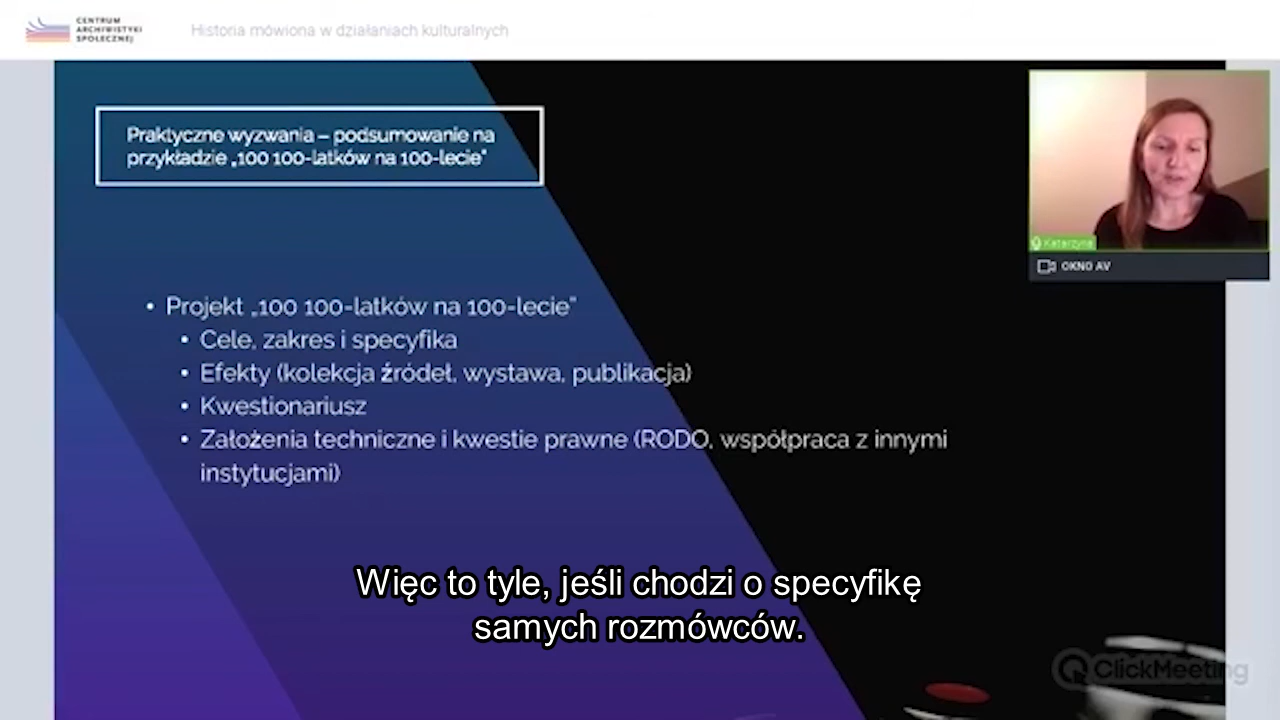 CENTRUM
ARCHIWISTYKI
SPOŁECZNEJ
Historia mówiona w działaniach kulturalnych
Praktyczne wyzwania – podsumowanie na
przykładzie „100 100-latków na 100-lecie”
Katarzyna
OKNO AV
• Projekt „100 100-latków na 100-lecie”
• Cele, zakres i specyfika
• Efekty (kolekcja źródeł, wystawa, publikacja)
• Kwestionariusz
• Założenia techniczne i kwestie prawne (RODO, współpraca z innymi
instytucjami)
Więc to tyle, jeśli chodzi o specyfikę
samych rozmówców.
ClickMeeting